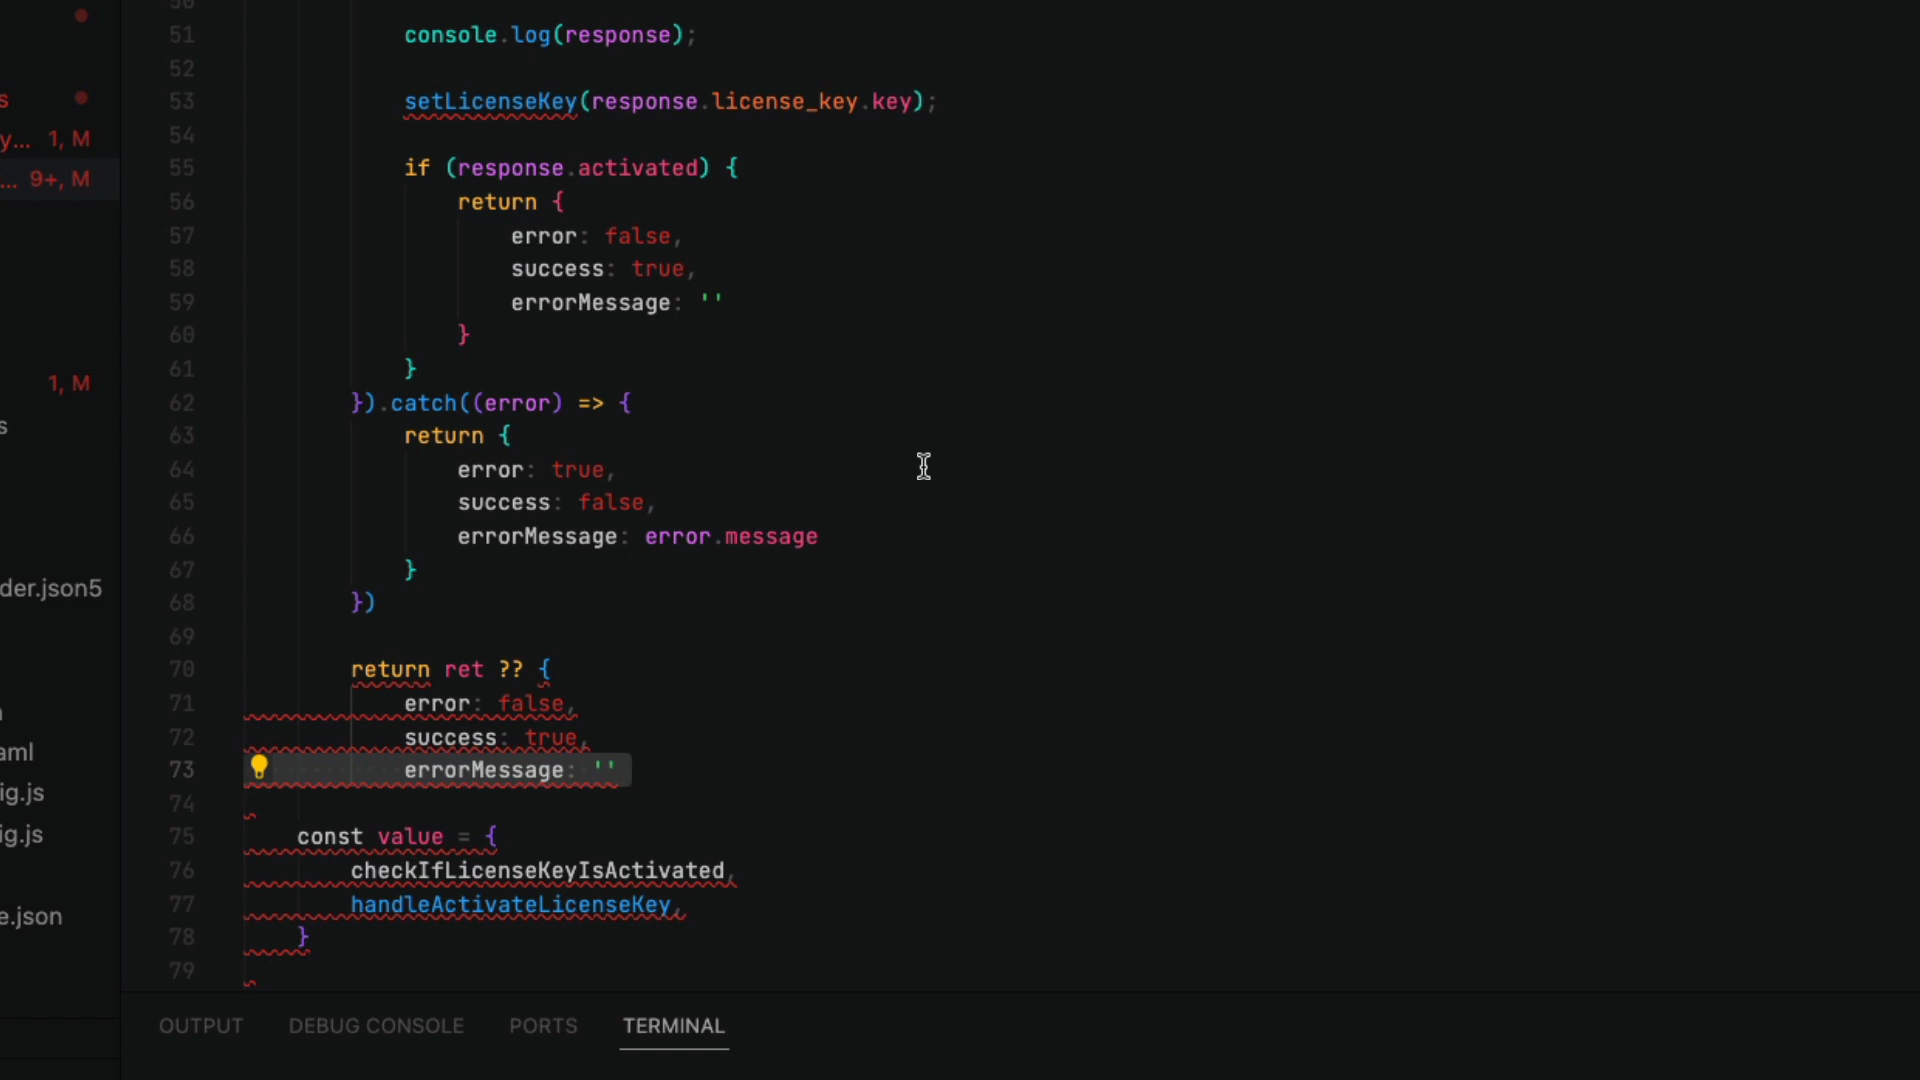 50
51 console.log(response);
52
53 setLicenseKey(response.license_key.key);
54
55 if (response.activated) {
56 return {
57 error: false,
58 success: true,
59 errorMessage: ''
60 }
61 }
62 }).catch((error) => {
63 return {
64 error: true,
65 success: false,
66 errorMessage: error.message
67 }
68 })
69
70 return ret ?? {
71 error: false,
72 success: true,
73 errorMessage: ''
74
75 const value = {
76 checkIfLicenseKeyIsActivated,
77 handleActivateLicenseKey,
78 }
79
s
y... 1, M
... 9+, M
1, M
s
der.json5
aml
ig.js
ig.js
e.json
OUTPUT DEBUG CONSOLE PORTS TERMINAL